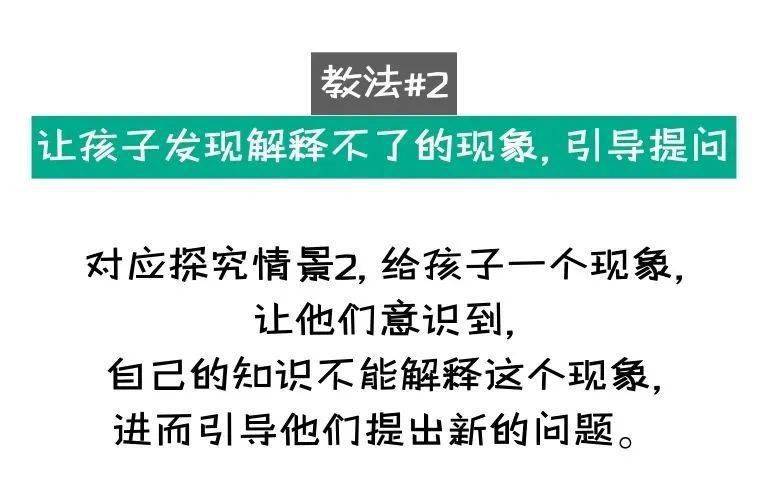 教法#2
让孩子发现解释不了的现象,引导提问
对应探究情景2,给孩子一个现象,
让他们意识到,
自己的知识不能解释这个现象,
进而引导他们提出新的问题。